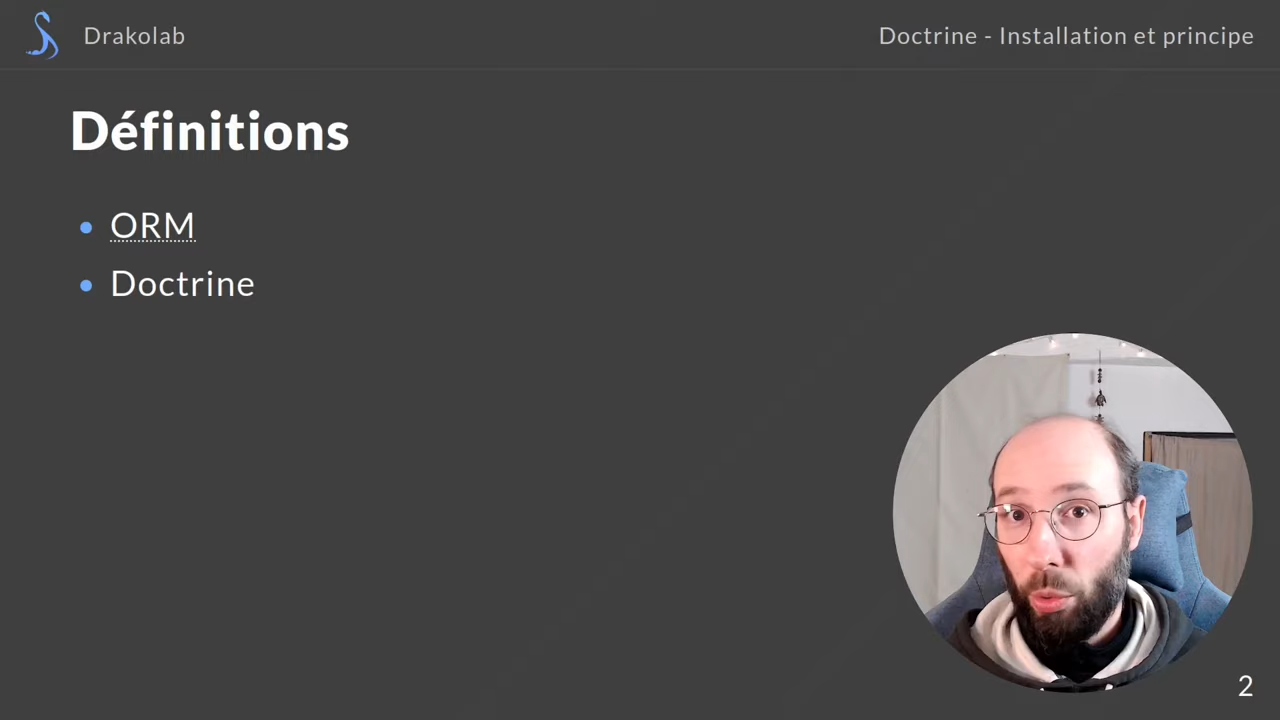 Drakolab
Doctrine - Installation et principe
Définitions
ORM
Doctrine
2